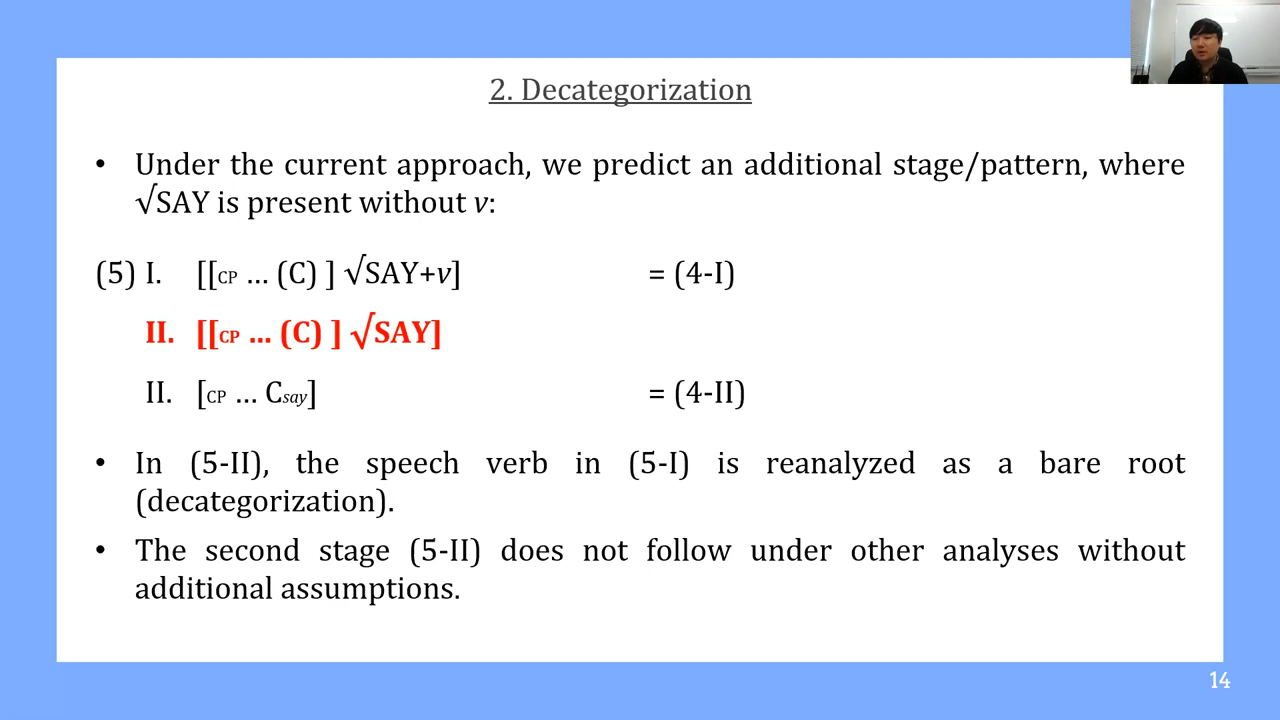 2. Decategorization
• Under the current approach, we predict an additional stage/pattern, where
√SAY is present without v:
(5) I. [[CP … (C) ] √SAY+v] = (4-I)
II. [[CP … (C) ] √SAY]
II. [CP … Csay] = (4-II)
• In (5-II), the speech verb in (5-I) is reanalyzed as a bare root
(decategorization).
• The second stage (5-II) does not follow under other analyses without
additional assumptions.
14